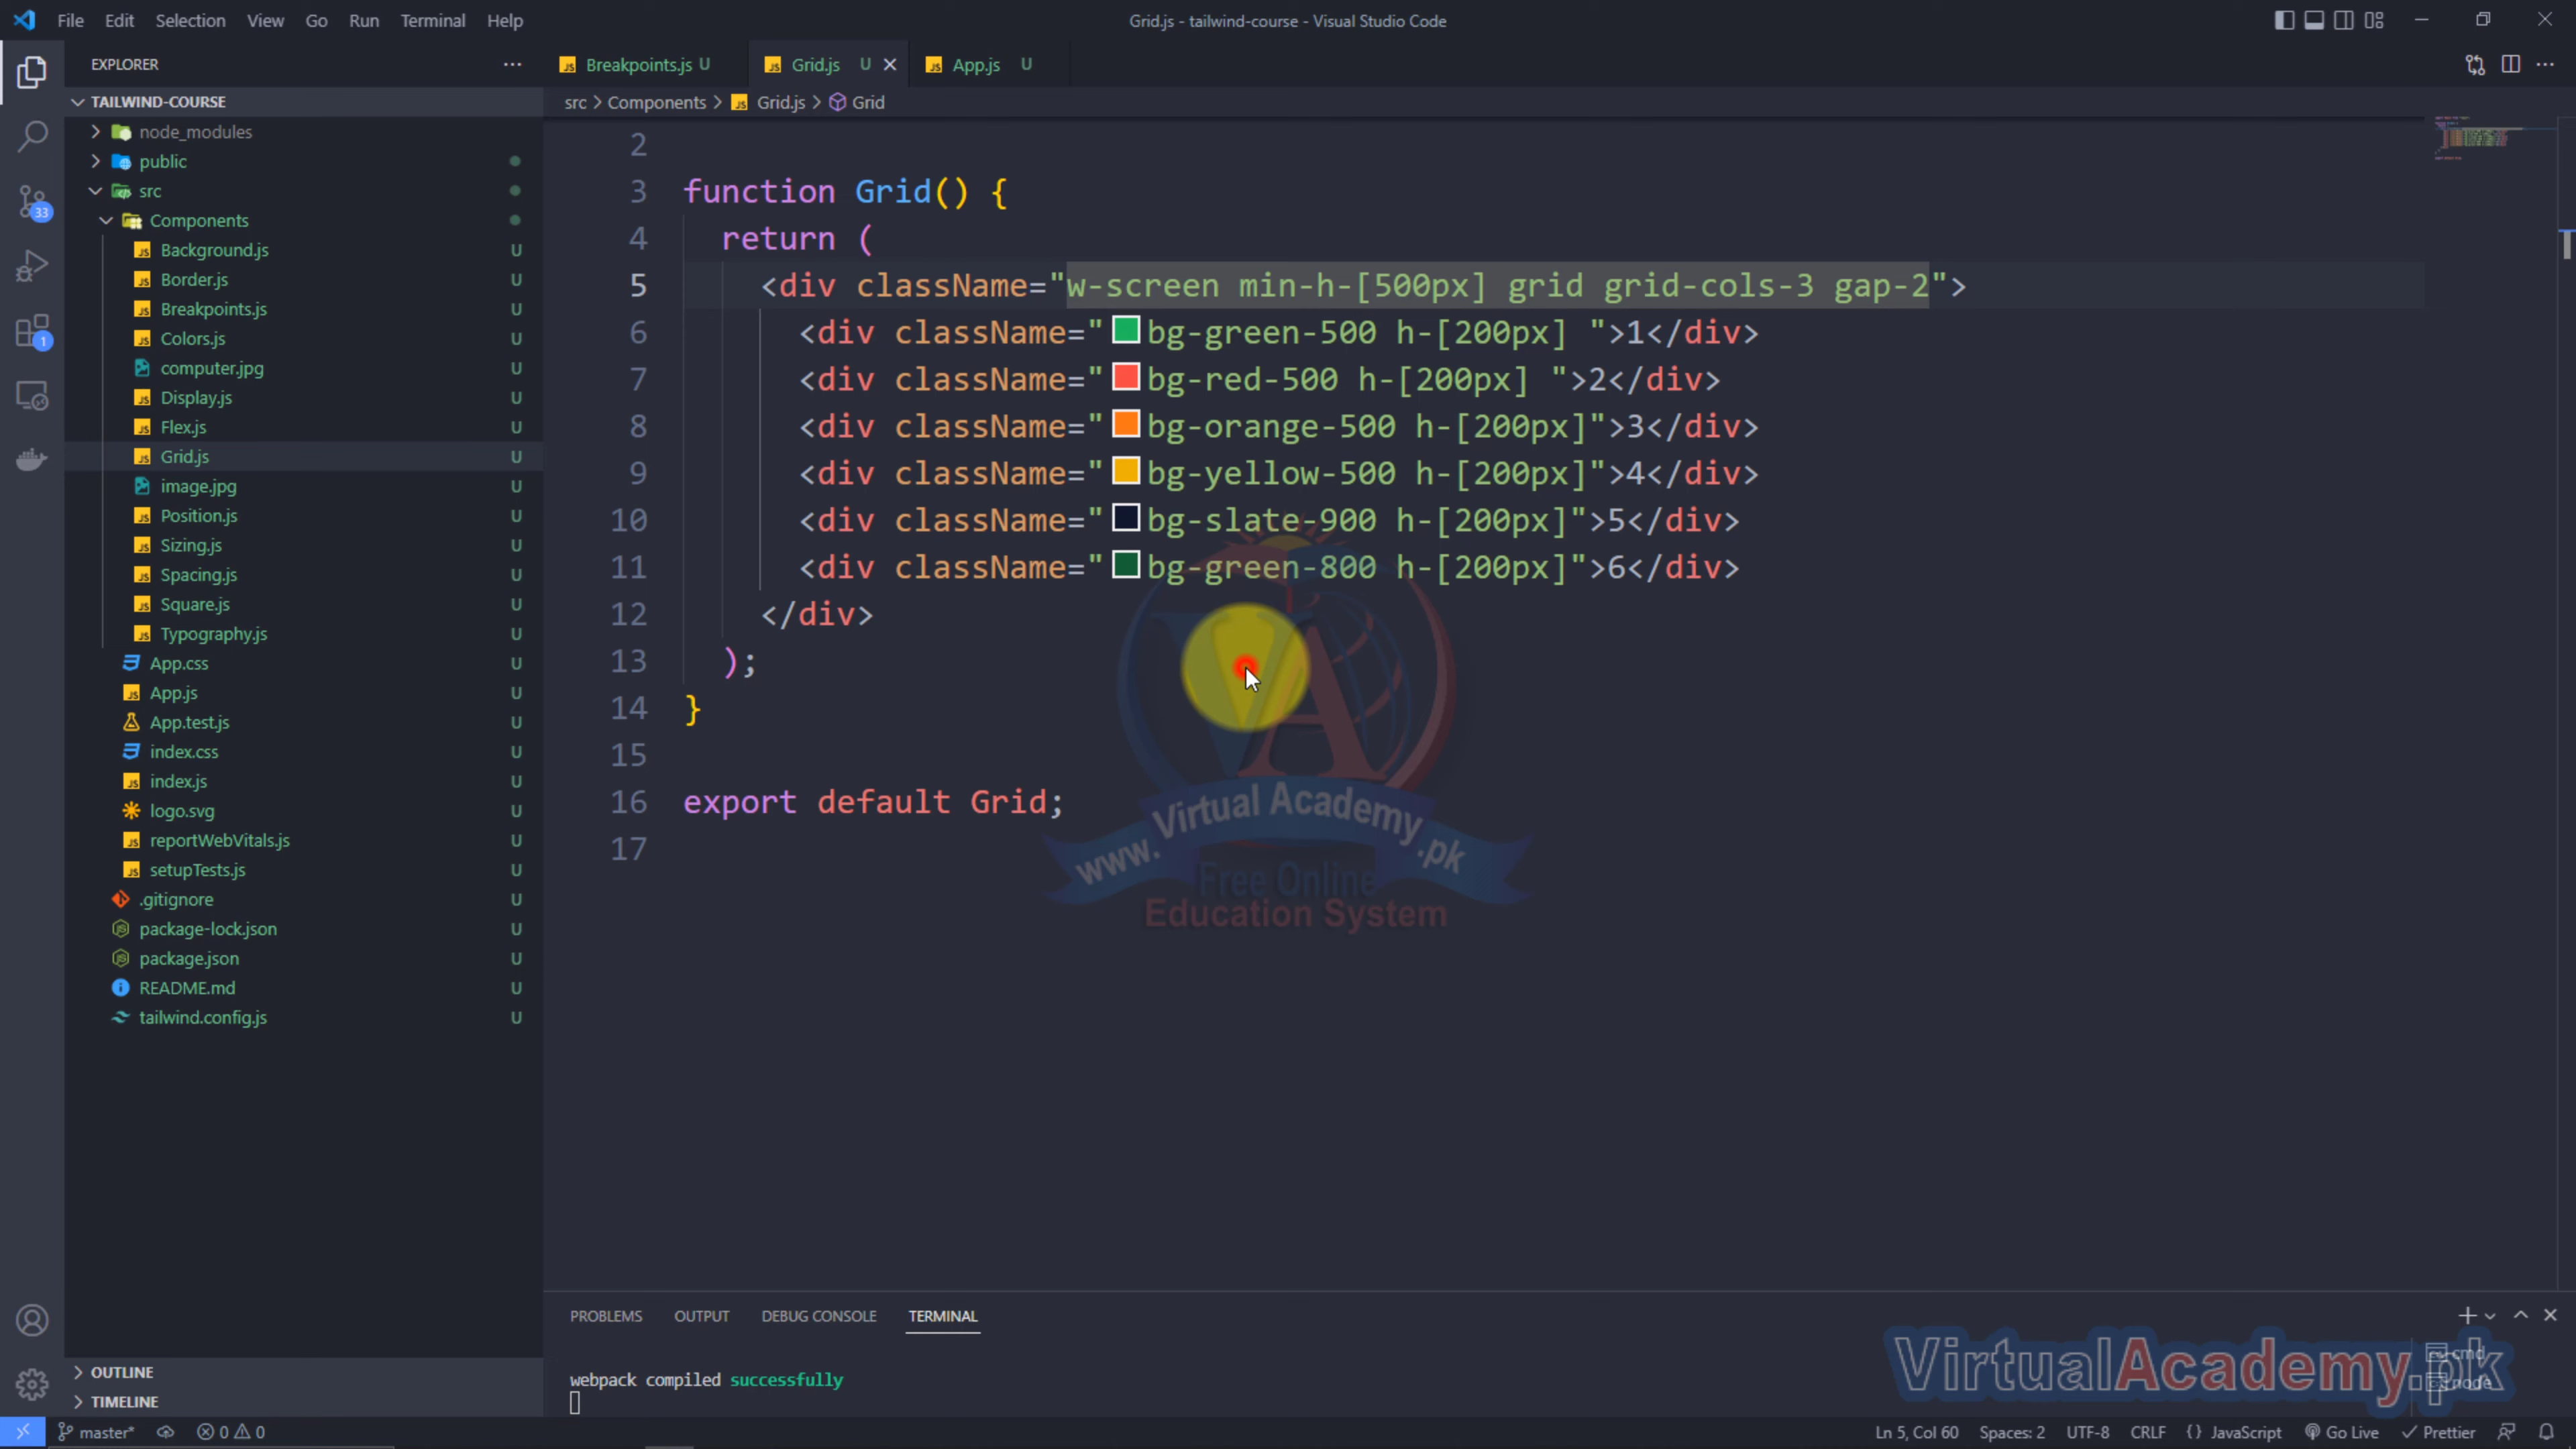 File Edit Selection View Go Run Terminal Help
Grid.js - tailwind-course - Visual Studio Code
EXPLORER
Breakpoints.js U
Grid.js U
App.js U
TAILWIND-COURSE
src > Components > Grid.js > Grid
node_modules
public
src
Components
Background.js U
Border.js U
Breakpoints.js U
Colors.js U
computer.jpg U
Display.js U
Flex.js U
Grid.js U
image.jpg U
Position.js U
Sizing.js U
Spacing.js U
Square.js U
Typography.js U
App.css U
App.js U
App.test.js U
index.css U
index.js U
logo.svg U
reportWebVitals.js U
setupTests.js U
.gitignore U
package-lock.json U
package.json U
README.md U
tailwind.config.js U
OUTLINE
TIMELINE
33
1
2
3 function Grid() {
4 return (
5 <div className="w-screen min-h-[500px] grid grid-cols-3 gap-2">
6 <div className="bg-green-500 h-[200px] ">1</div>
7 <div className="bg-red-500 h-[200px] ">2</div>
8 <div className="bg-orange-500 h-[200px]">3</div>
9 <div className="bg-yellow-500 h-[200px]">4</div>
10 <div className="bg-slate-900 h-[200px]">5</div>
11 <div className="bg-green-800 h-[200px]">6</div>
12 </div>
13 );
14 }
15
16 export default Grid;
17
VA
www.Virtual Academy.pk
Free Online
Education System
PROBLEMS OUTPUT DEBUG CONSOLE TERMINAL
webpack compiled successfully
cmd
node
VirtualAcademy.pk
master* 0 0
Ln 5, Col 60 Spaces: 2 UTF-8 CRLF {} JavaScript Go Live Prettier